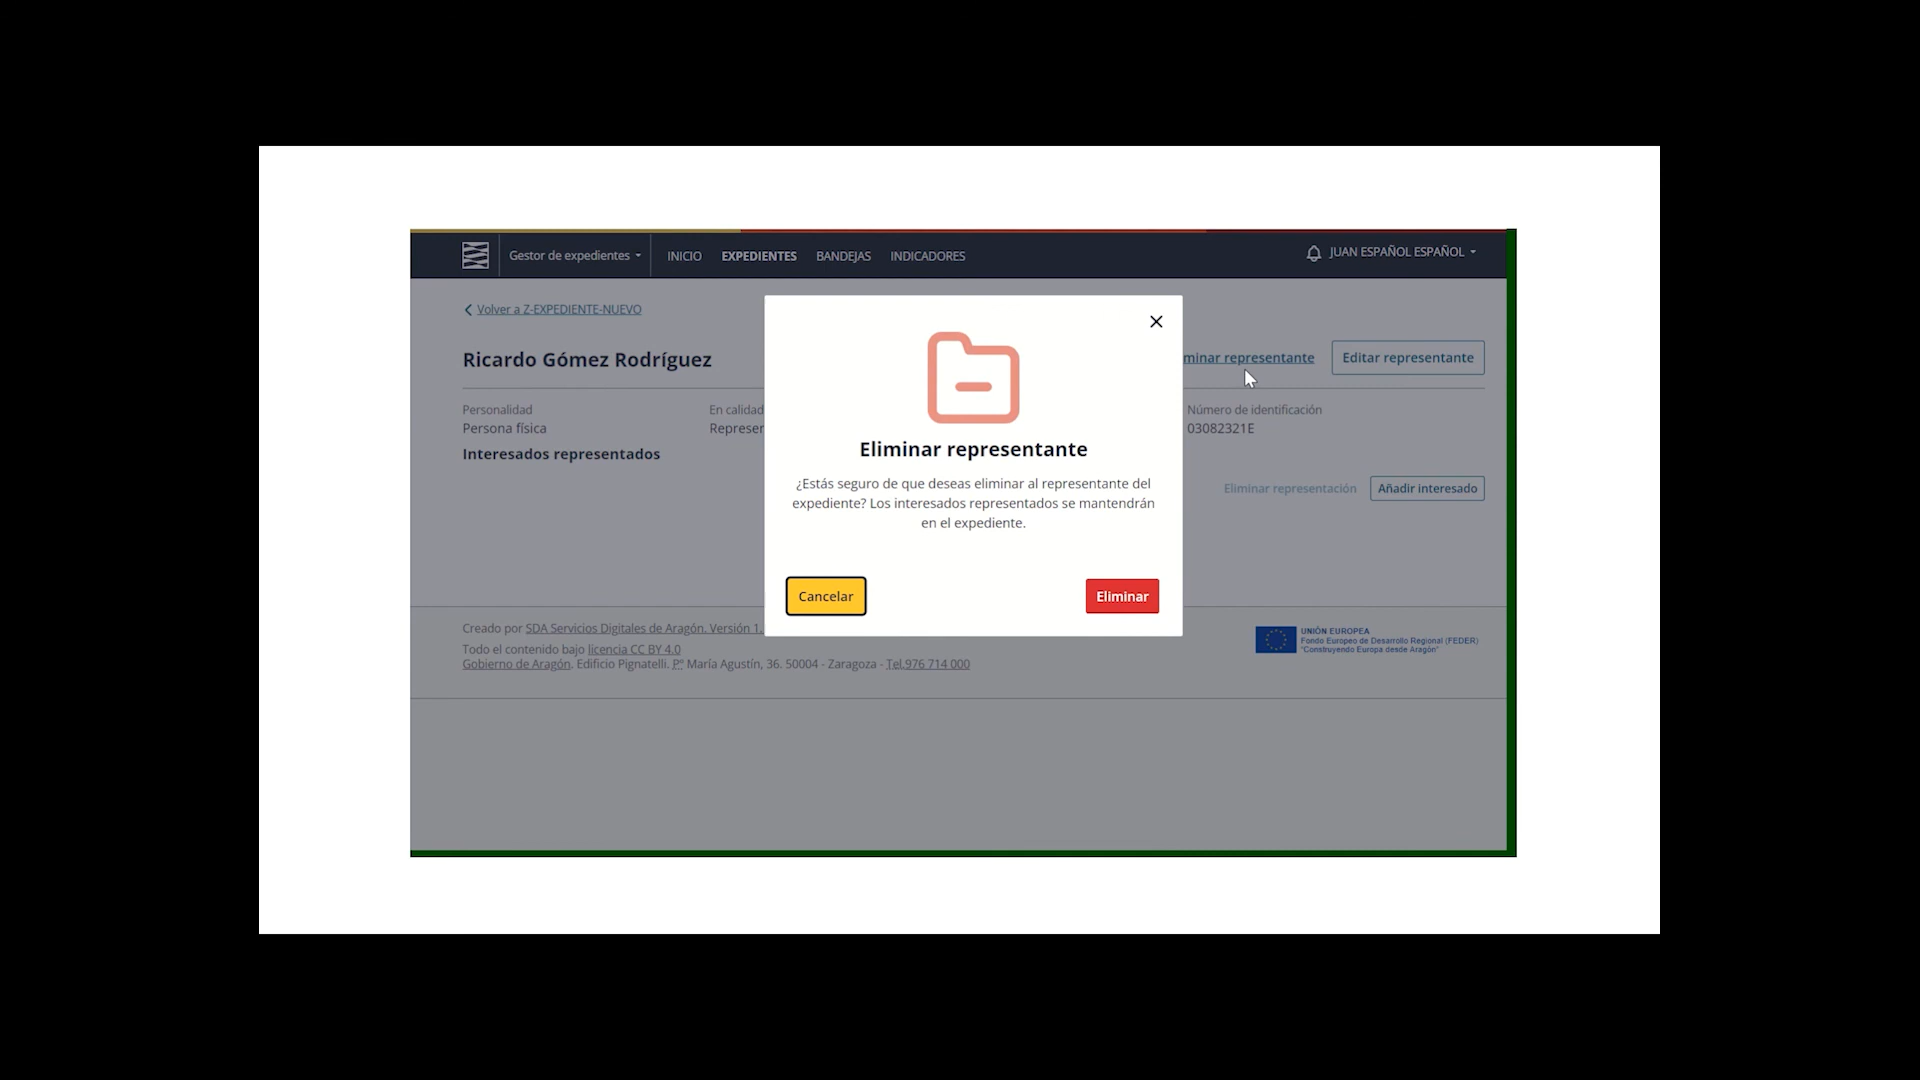 Gestor de expedientes
INICIO
EXPEDIENTES
BANDEJAS
INDICADORES
JUAN ESPAÑOL ESPAÑOL
Volver a Z-EXPEDIENTE-NUEVO
Ricardo Gómez Rodríguez
representante
Editar representante
Personalidad
En calidad
Número de identificación
Persona física
03082321E
Interesados representados
Eliminar representación
Añadir interesado
Eliminar representante
¿Estás seguro de que deseas eliminar al representante del
expediente? Los interesados representados se mantendrán
en el expediente.
Cancelar
Eliminar
Creado por SDA Servicios Digitales de Aragón. Versión 1.
Todo el contenido bajo licencia CC BY 4.0
Gobierno de Aragón. Edificio Pignatelli. Pº María Agustín, 36. 50004 - Zaragoza - Tel.976 714 000
UNIÓN EUROPEA
Fondo Europeo de Desarrollo Regional (FEDER)
"Construyendo Europa desde Aragón"